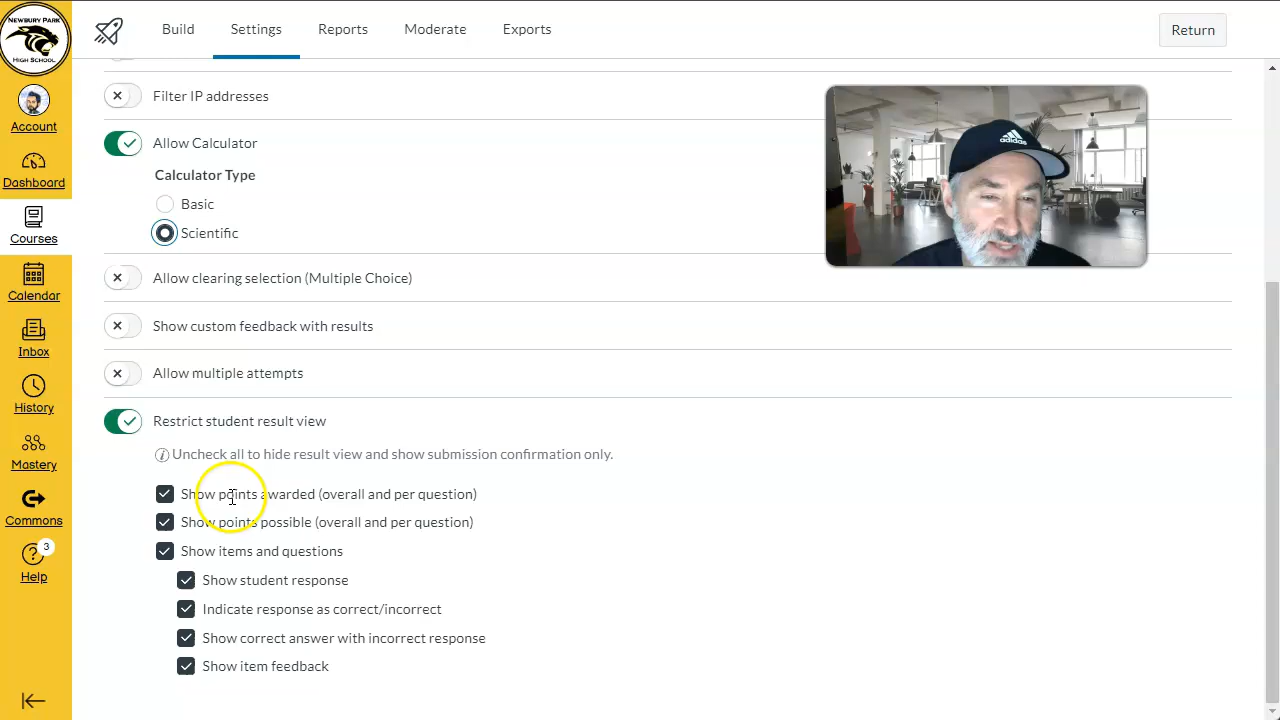 NEWBURY PARK
HIGH SCHOOL
Account
Dashboard
Courses
Calendar
Inbox
History
Mastery
Commons
3
Help
Build
Settings
Reports
Moderate
Exports
Return
Filter IP addresses
Allow Calculator
Calculator Type
Basic
Scientific
Allow clearing selection (Multiple Choice)
Show custom feedback with results
Allow multiple attempts
Restrict student result view
Uncheck all to hide result view and show submission confirmation only.
Show points awarded (overall and per question)
Show points possible (overall and per question)
Show items and questions
Show student response
Indicate response as correct/incorrect
Show correct answer with incorrect response
Show item feedback
adidas